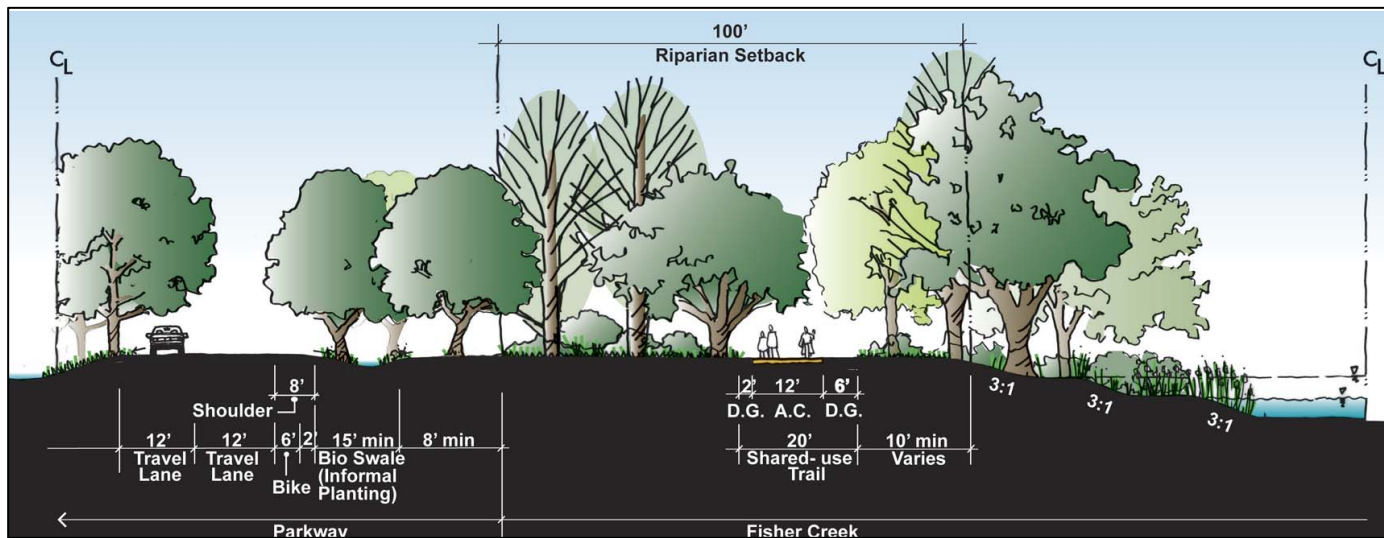 100'
Riparian Setback
CL
CL
8'
Shoulder
2' 12' 6'
D.G. A.C. D.G.
3:1
3:1
3:1
12' 12' 6' 2' 15' min 8' min
20' 10' min
Travel Lane
Travel Lane
Bike
Bio Swale
(Informal
Planting)
Shared- use
Trail
Varies
Parkway
Fisher Creek